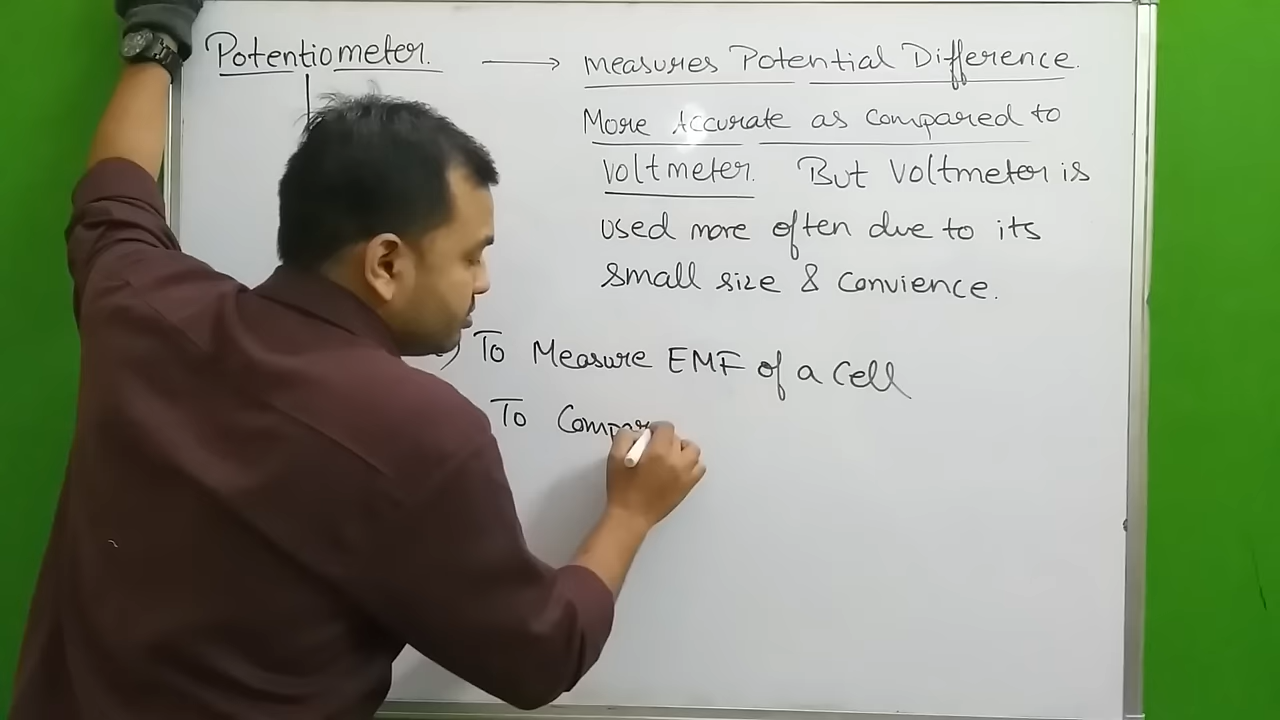 Potentiometer. → Measures Potential Difference.
More Accurate as compared to
voltmeter. But Voltmeter is
used more often due to its
small size & Convience.
To Measure EMF of a Cell
To Compar